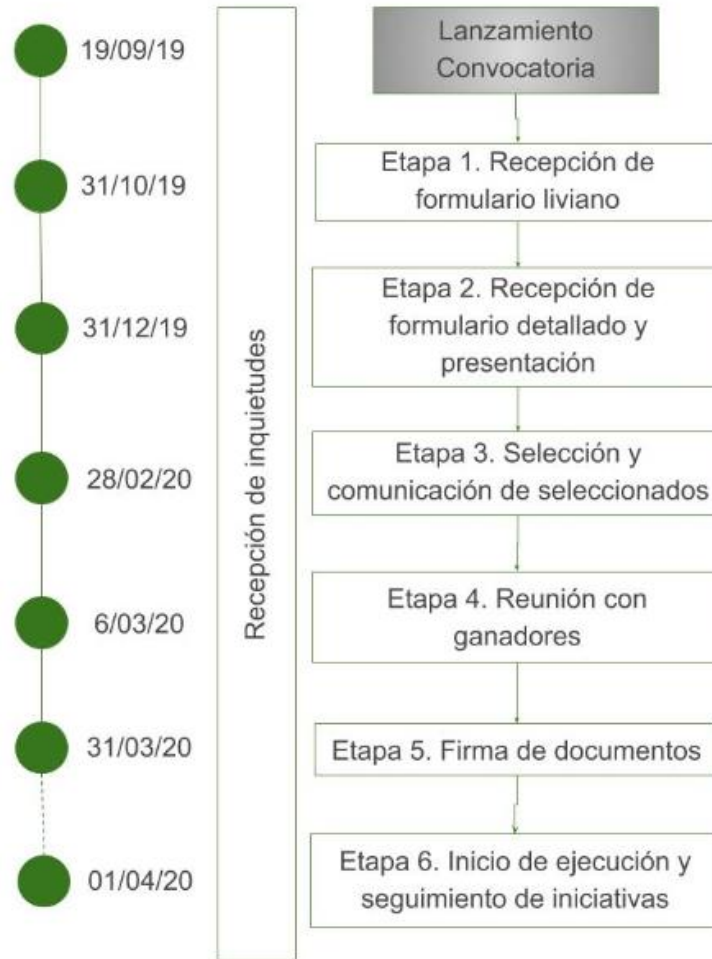 19/09/19
Lanzamiento
Convocatoria
31/10/19
Etapa 1. Recepción de
formulario liviano
31/12/19
Etapa 2. Recepción de
formulario detallado y
presentación
Recepción de inquietudes
28/02/20
Etapa 3. Selección y
comunicación de seleccionados
6/03/20
Etapa 4. Reunión con
ganadores
31/03/20
Etapa 5. Firma de documentos
01/04/20
Etapa 6. Inicio de ejecución y
seguimiento de iniciativas